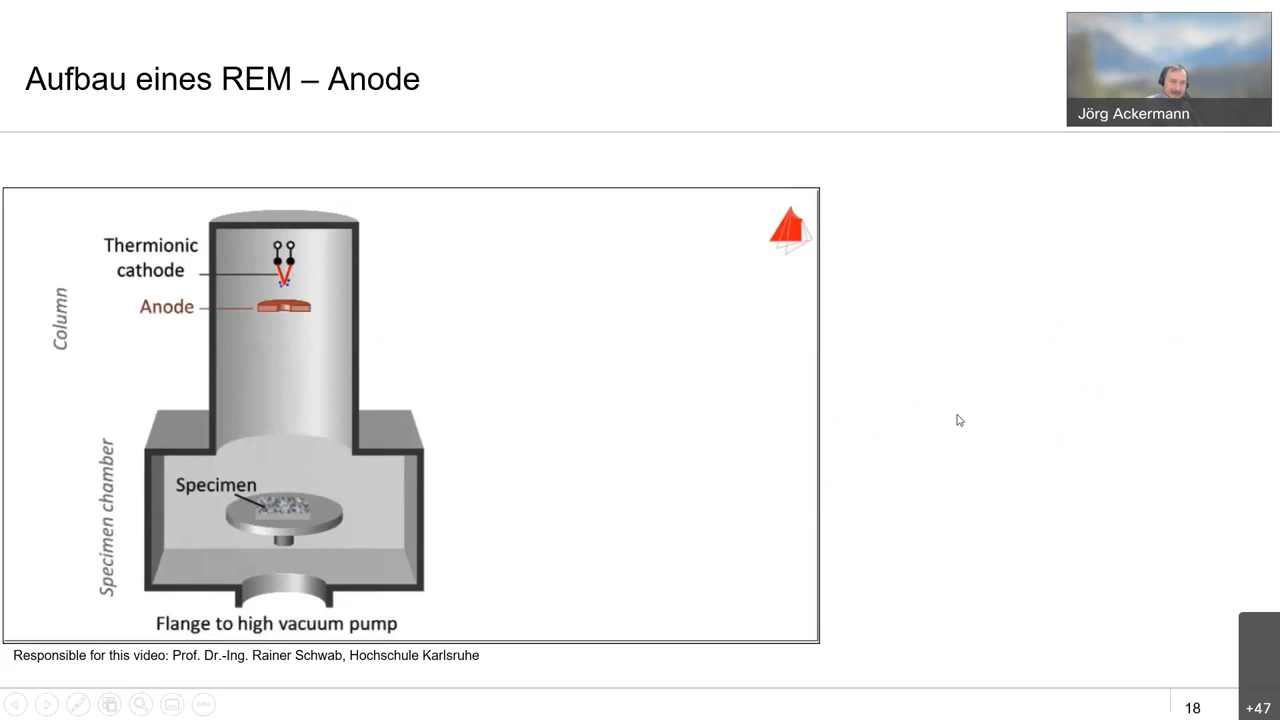 Aufbau eines REM – Anode
Jörg Ackermann
Thermionic
cathode
Anode
Column
Specimen
Specimen chamber
Flange to high vacuum pump
Responsible for this video: Prof. Dr.-Ing. Rainer Schwab, Hochschule Karlsruhe
18
+47